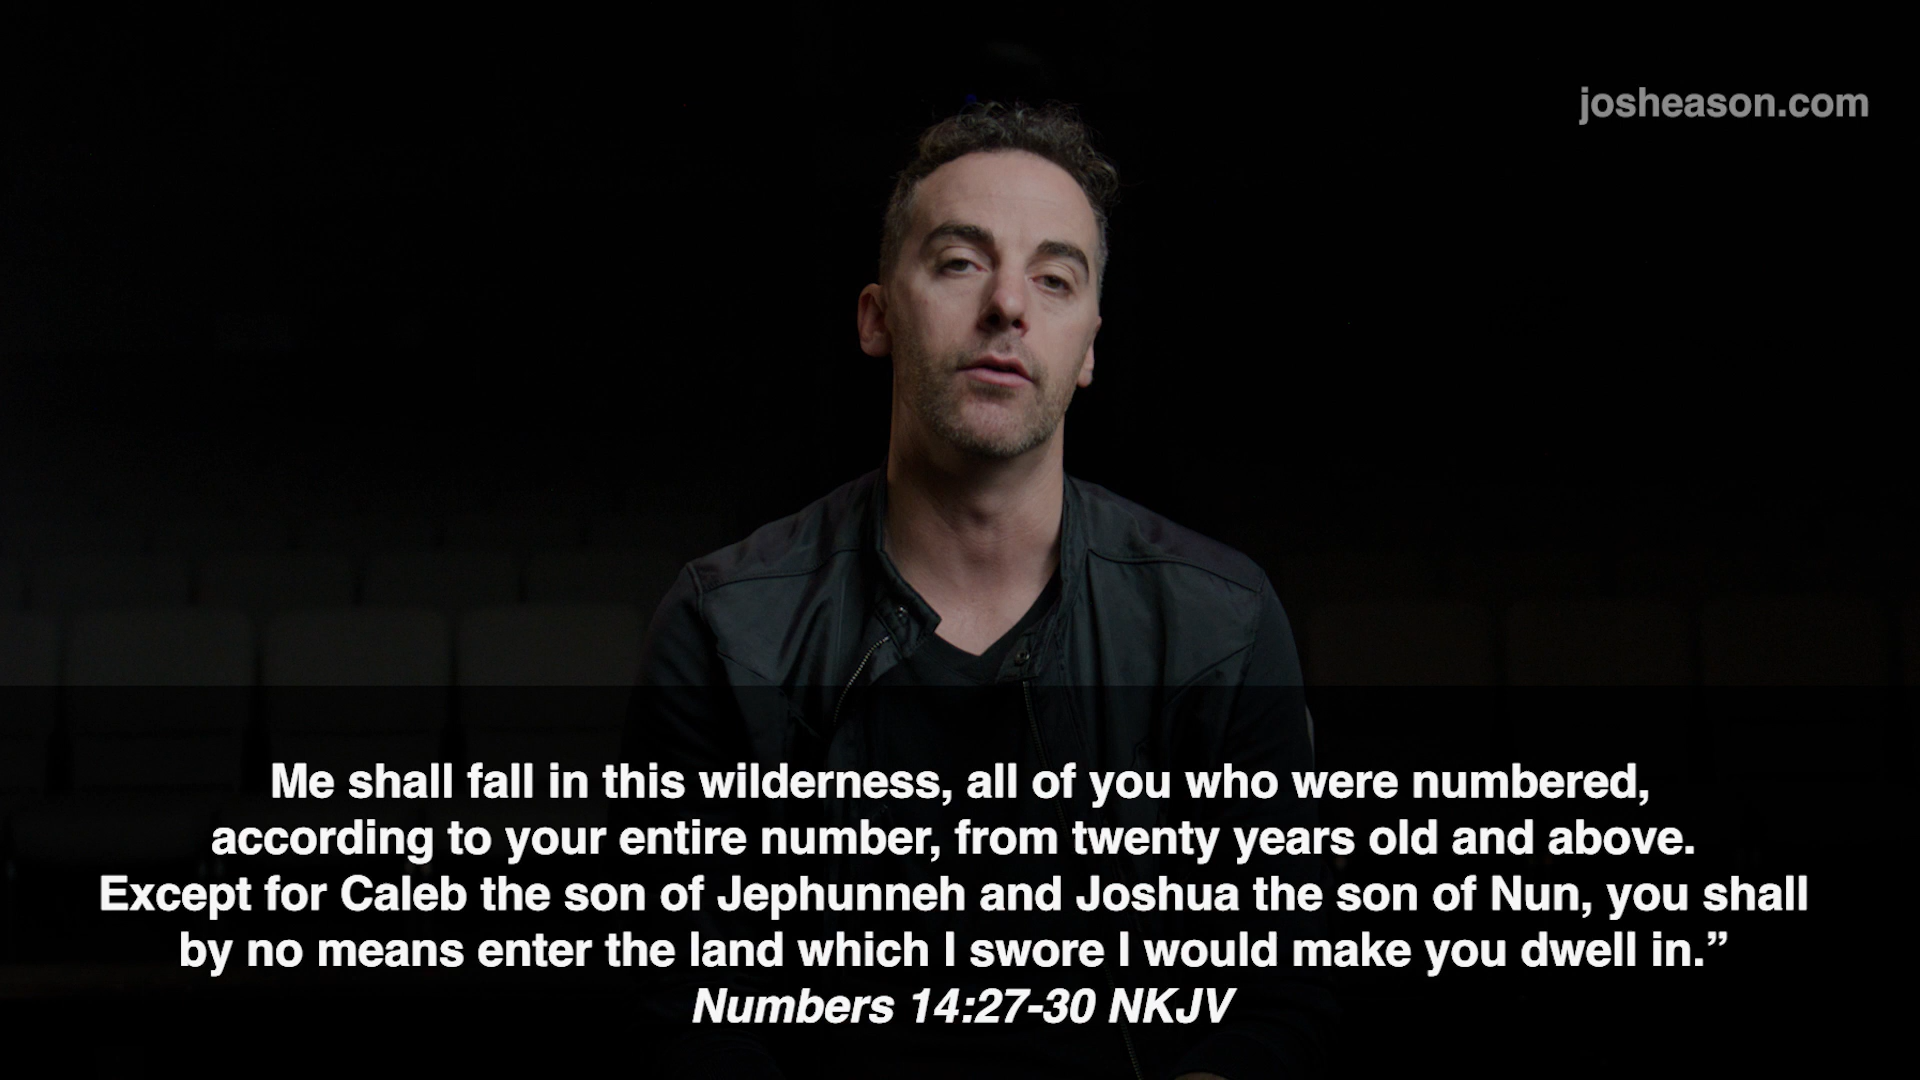 josheason.com
Me shall fall in this wilderness, all of you who were numbered,
according to your entire number, from twenty years old and above.
Except for Caleb the son of Jephunneh and Joshua the son of Nun, you shall
by no means enter the land which I swore I would make you dwell in.”
Numbers 14:27-30 NKJV